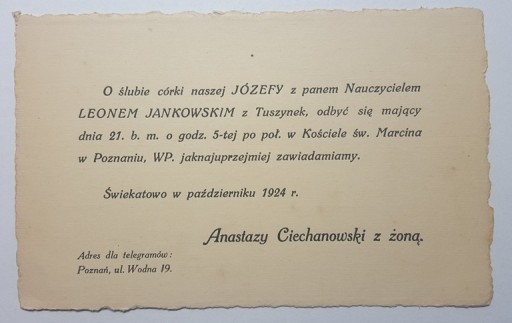 O ślubie córki naszej JÓZEFY z panem Nauczycielem
LEONEM JANKOWSKIM z Tuszynek, odbyć się mający
dnia 21. b. m. o godz. 5-tej po poł. w Kościele św. Marcina
w Poznaniu, WP. jaknajuprzejmiej zawiadamiamy.
Świekatowo w październiku 1924 r.
Anastazy Ciechanowski z żoną.
Adres dla telegramów:
Poznań, ul. Wodna 19.